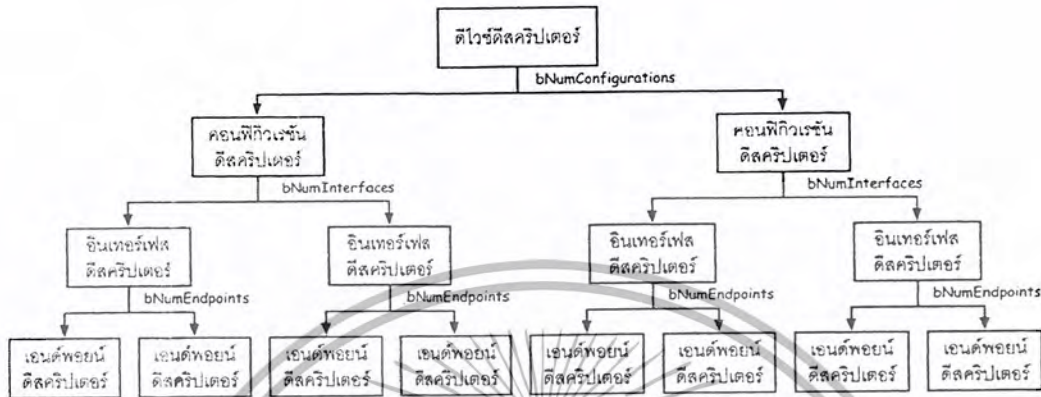 ดีไวซ์ดีสคริปเตอร์
bNumConfigurations
คอนฟิกิวเรชัน
ดีสคริปเตอร์
คอนฟิกิวเรชัน
ดีสคริปเตอร์
bNumInterfaces
bNumInterfaces
อินเทอร์เฟส
ดีสคริปเตอร์
อินเทอร์เฟส
ดีสคริปเตอร์
อินเทอร์เฟส
ดีสคริปเตอร์
อินเทอร์เฟส
ดีสคริปเตอร์
bNumEndpoints
bNumEndpoints
bNumEndpoints
bNumEndpoints
เอนด์พอยน์
ดีสคริปเตอร์
เอนด์พอยน์
ดีสคริปเตอร์
เอนด์พอยน์
ดีสคริปเตอร์
เอนด์พอยน์
ดีสคริปเตอร์
เอนด์พอยน์
ดีสคริปเตอร์
เอนด์พอยน์
ดีสคริปเตอร์
เอนด์พอยน์
ดีสคริปเตอร์
เอนด์พอยน์
ดีสคริปเตอร์